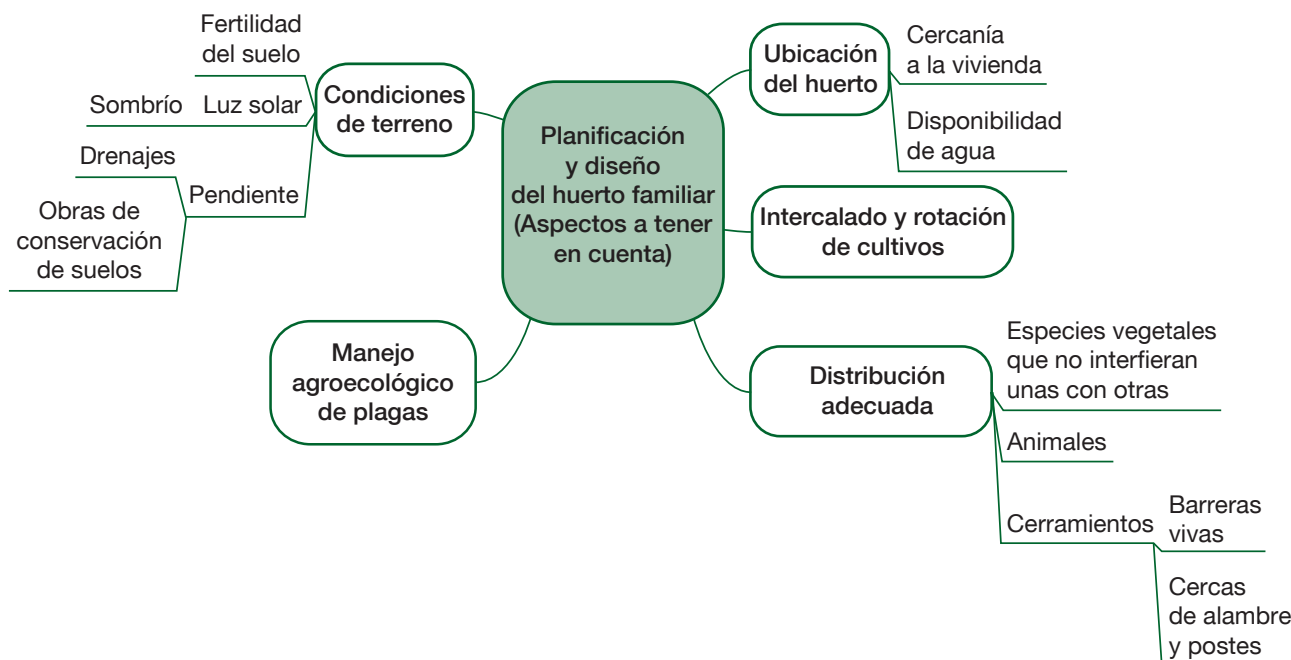 Planificación
y diseño
del huerto familiar
(Aspectos a tener
en cuenta)
Condiciones
de terreno
Fertilidad
del suelo
Luz solar
Sombrío
Pendiente
Drenajes
Obras de
conservación
de suelos
Manejo
agroecológico
de plagas
Ubicación
del huerto
Cercanía
a la vivienda
Disponibilidad
de agua
Intercalado y rotación
de cultivos
Distribución
adecuada
Especies vegetales
que no interfieran
unas con otras
Animales
Cerramientos
Barreras
vivas
Cercas
de alambre
y postes